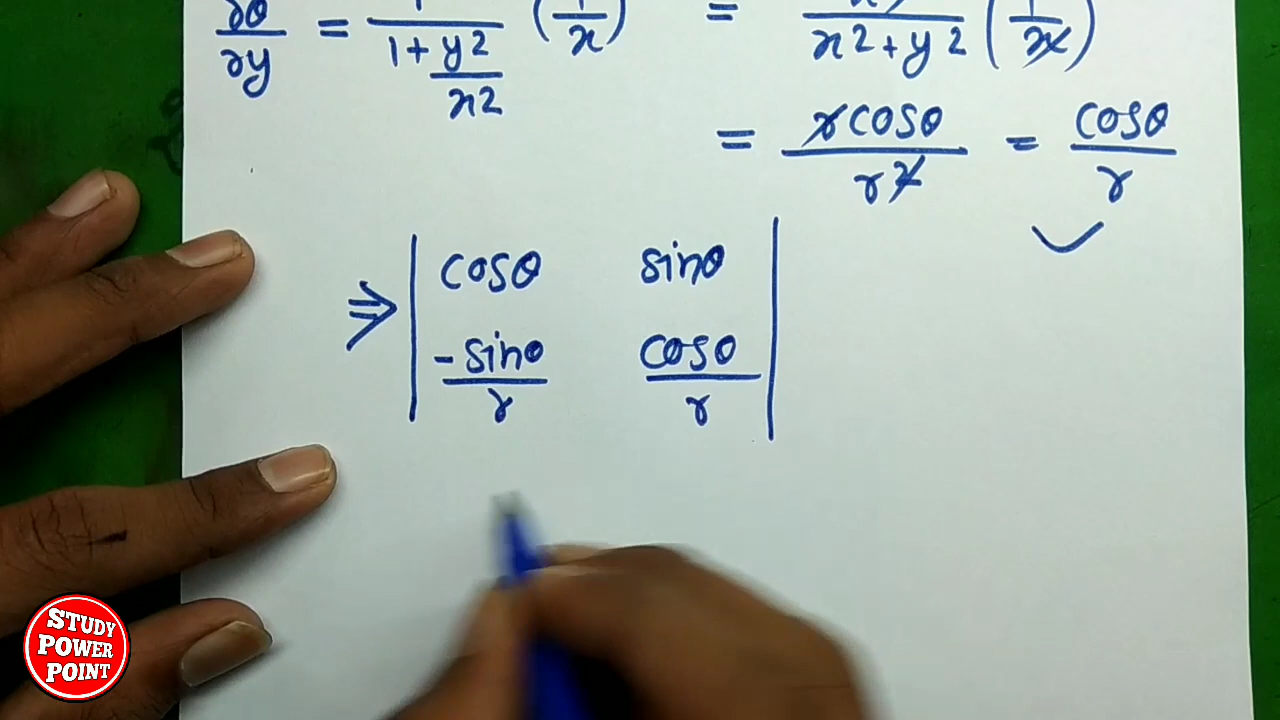 ∂θ/∂y = 1/(1+y²/x²) (1/x) = x²/(x²+y²) (1/x)
= r cosθ/r² = cosθ/r
⇒ | cosθ sinθ |
| -sinθ/r cosθ/r |
STUDY
POWER
POINT